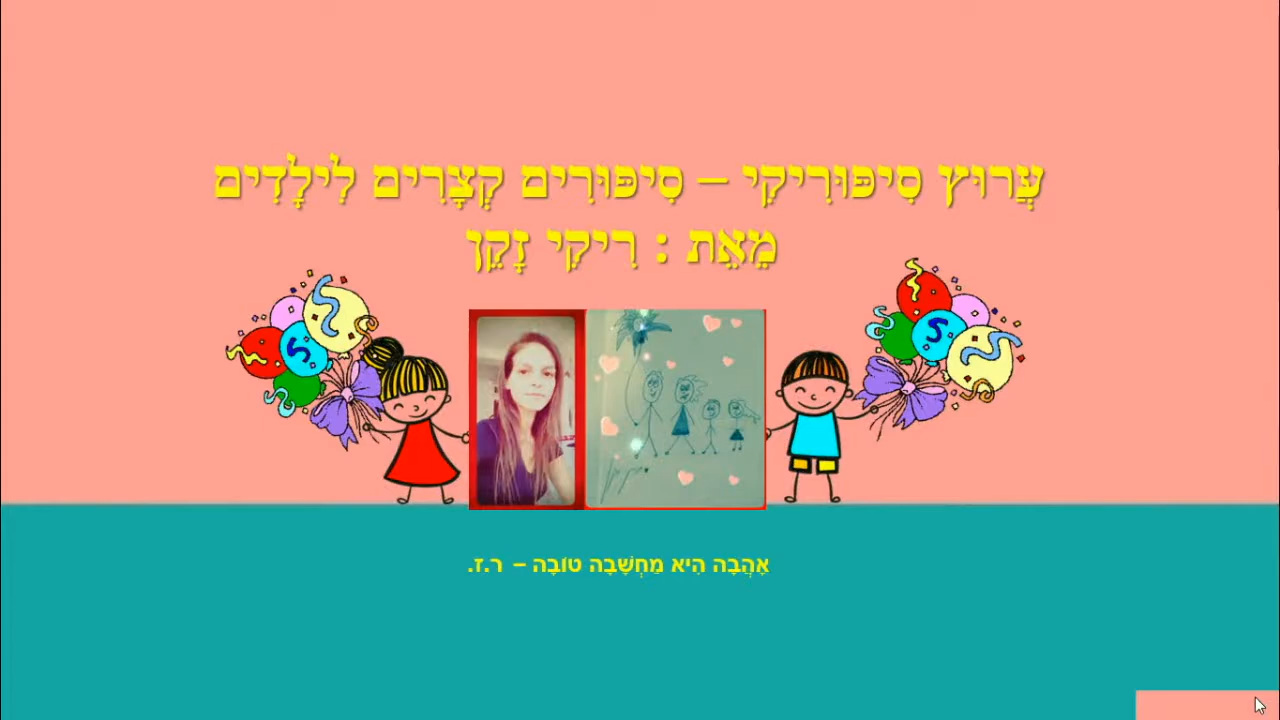 עֲרוּץ סִיפּוּרִיקִי – סִיפּוּרִים קְצָרִים לִילָדִים
מֵאֵת : רִיקִי זָקֵן
אַהֲבָה הִיא מַחְשָׁבָה טוֹבָה – ר.ז.